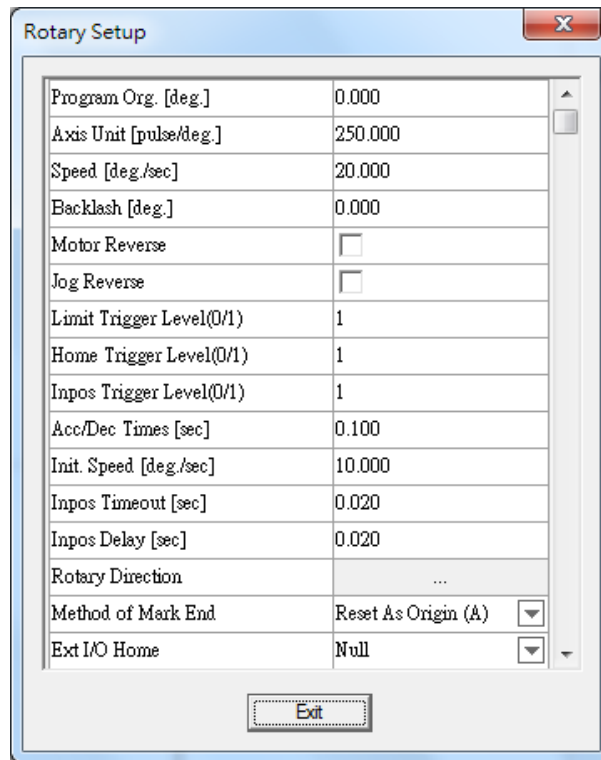 Rotary Setup
Program Org. [deg.] 0.000
Axis Unit [pulse/deg.] 250.000
Speed [deg./sec] 20.000
Backlash [deg.] 0.000
Motor Reverse
Jog Reverse
Limit Trigger Level(0/1) 1
Home Trigger Level(0/1) 1
Inpos Trigger Level(0/1) 1
Acc/Dec Times [sec] 0.100
Init. Speed [deg./sec] 10.000
Inpos Timeout [sec] 0.020
Inpos Delay [sec] 0.020
Rotary Direction ...
Method of Mark End Reset As Origin (A)
Ext I/O Home Null
Exit